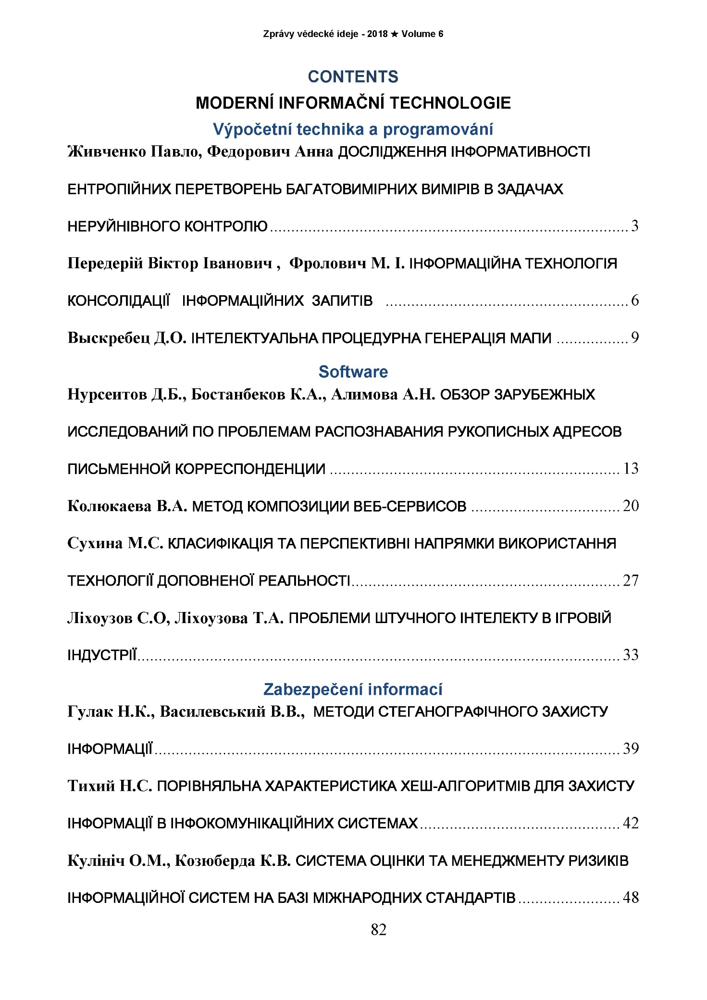 Zprávy vědecké ideje - 2018 ★ Volume 6
CONTENTS
MODERNÍ INFORMAČNÍ TECHNOLOGIE
Výpočetní technika a programování
Живченко Павло, Федорович Анна ДОСЛІДЖЕННЯ ІНФОРМАТИВНОСТІ
ЕНТРОПІЙНИХ ПЕРЕТВОРЕНЬ БАГАТОВИМІРНИХ ВИМІРІВ В ЗАДАЧАХ
НЕРУЙНІВНОГО КОНТРОЛЮ ........ 3
Передерій Віктор Іванович , Фролович М. І. ІНФОРМАЦІЙНА ТЕХНОЛОГІЯ
КОНСОЛІДАЦІЇ ІНФОРМАЦІЙНИХ ЗАПИТІВ ........ 6
Выскребец Д.О. ІНТЕЛЕКТУАЛЬНА ПРОЦЕДУРНА ГЕНЕРАЦІЯ МАПИ ........ 9
Software
Нурсеитов Д.Б., Бостанбеков К.А., Алимова А.Н. ОБЗОР ЗАРУБЕЖНЫХ
ИССЛЕДОВАНИЙ ПО ПРОБЛЕМАМ РАСПОЗНАВАНИЯ РУКОПИСНЫХ АДРЕСОВ
ПИСЬМЕННОЙ КОРРЕСПОНДЕНЦИИ ........ 13
Колюкаева В.А. МЕТОД КОМПОЗИЦИИ ВЕБ-СЕРВИСОВ ........ 20
Сухина М.С. КЛАСИФІКАЦІЯ ТА ПЕРСПЕКТИВНІ НАПРЯМКИ ВИКОРИСТАННЯ
ТЕХНОЛОГІЇ ДОПОВНЕНОЇ РЕАЛЬНОСТІ ........ 27
Ліхоузов С.О, Ліхоузова Т.А. ПРОБЛЕМИ ШТУЧНОГО ІНТЕЛЕКТУ В ІГРОВІЙ
ІНДУСТРІЇ ........ 33
Zabezpečení informací
Гулак Н.К., Василевський В.В., МЕТОДИ СТЕГАНОГРАФІЧНОГО ЗАХИСТУ
ІНФОРМАЦІЇ ........ 39
Тихий Н.С. ПОРІВНЯЛЬНА ХАРАКТЕРИСТИКА ХЕШ-АЛГОРИТМІВ ДЛЯ ЗАХИСТУ
ІНФОРМАЦІЇ В ІНФОКОМУНІКАЦІЙНИХ СИСТЕМАХ ........ 42
Кулініч О.М., Козюберда К.В. СИСТЕМА ОЦІНКИ ТА МЕНЕДЖМЕНТУ РИЗИКІВ
ІНФОРМАЦІЙНОЇ СИСТЕМ НА БАЗІ МІЖНАРОДНИХ СТАНДАРТІВ ........ 48
82